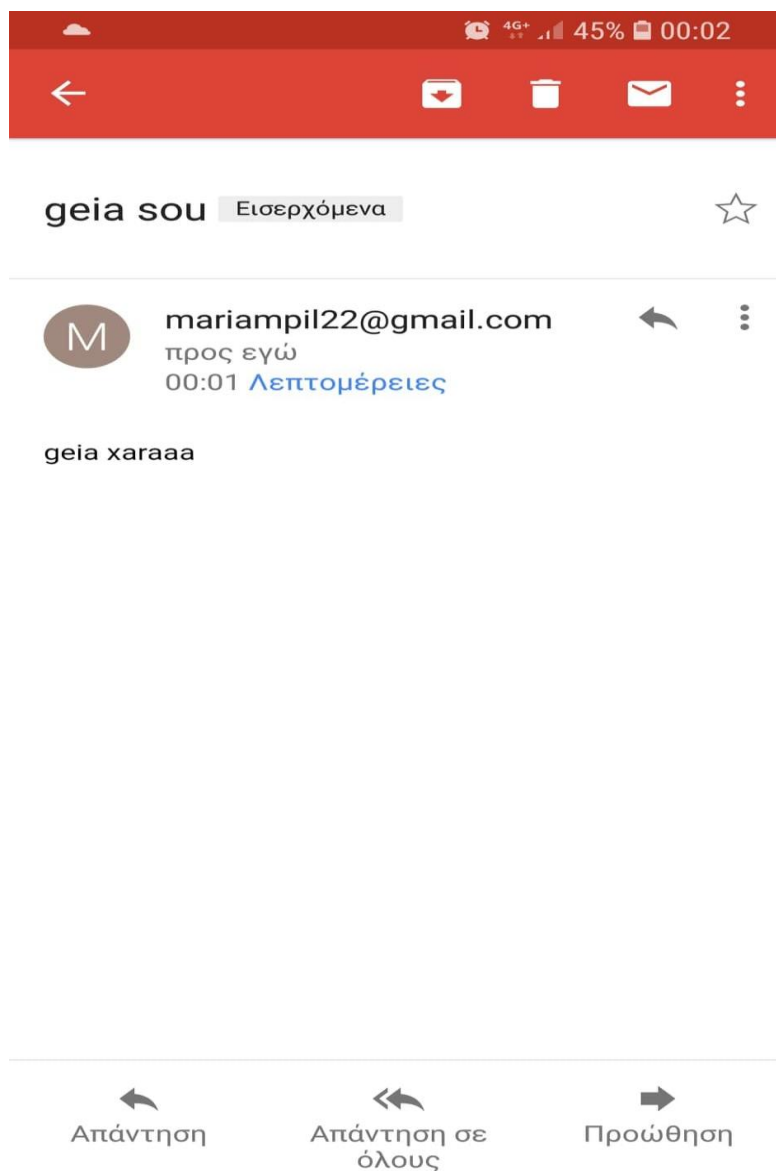 4G+ 45% 00:02
geia sou Εισερχόμενα
M mariampil22@gmail.com
προς εγώ
00:01 Λεπτομέρειες
geia xaraaa
Απάντηση Απάντηση σε όλους Προώθηση